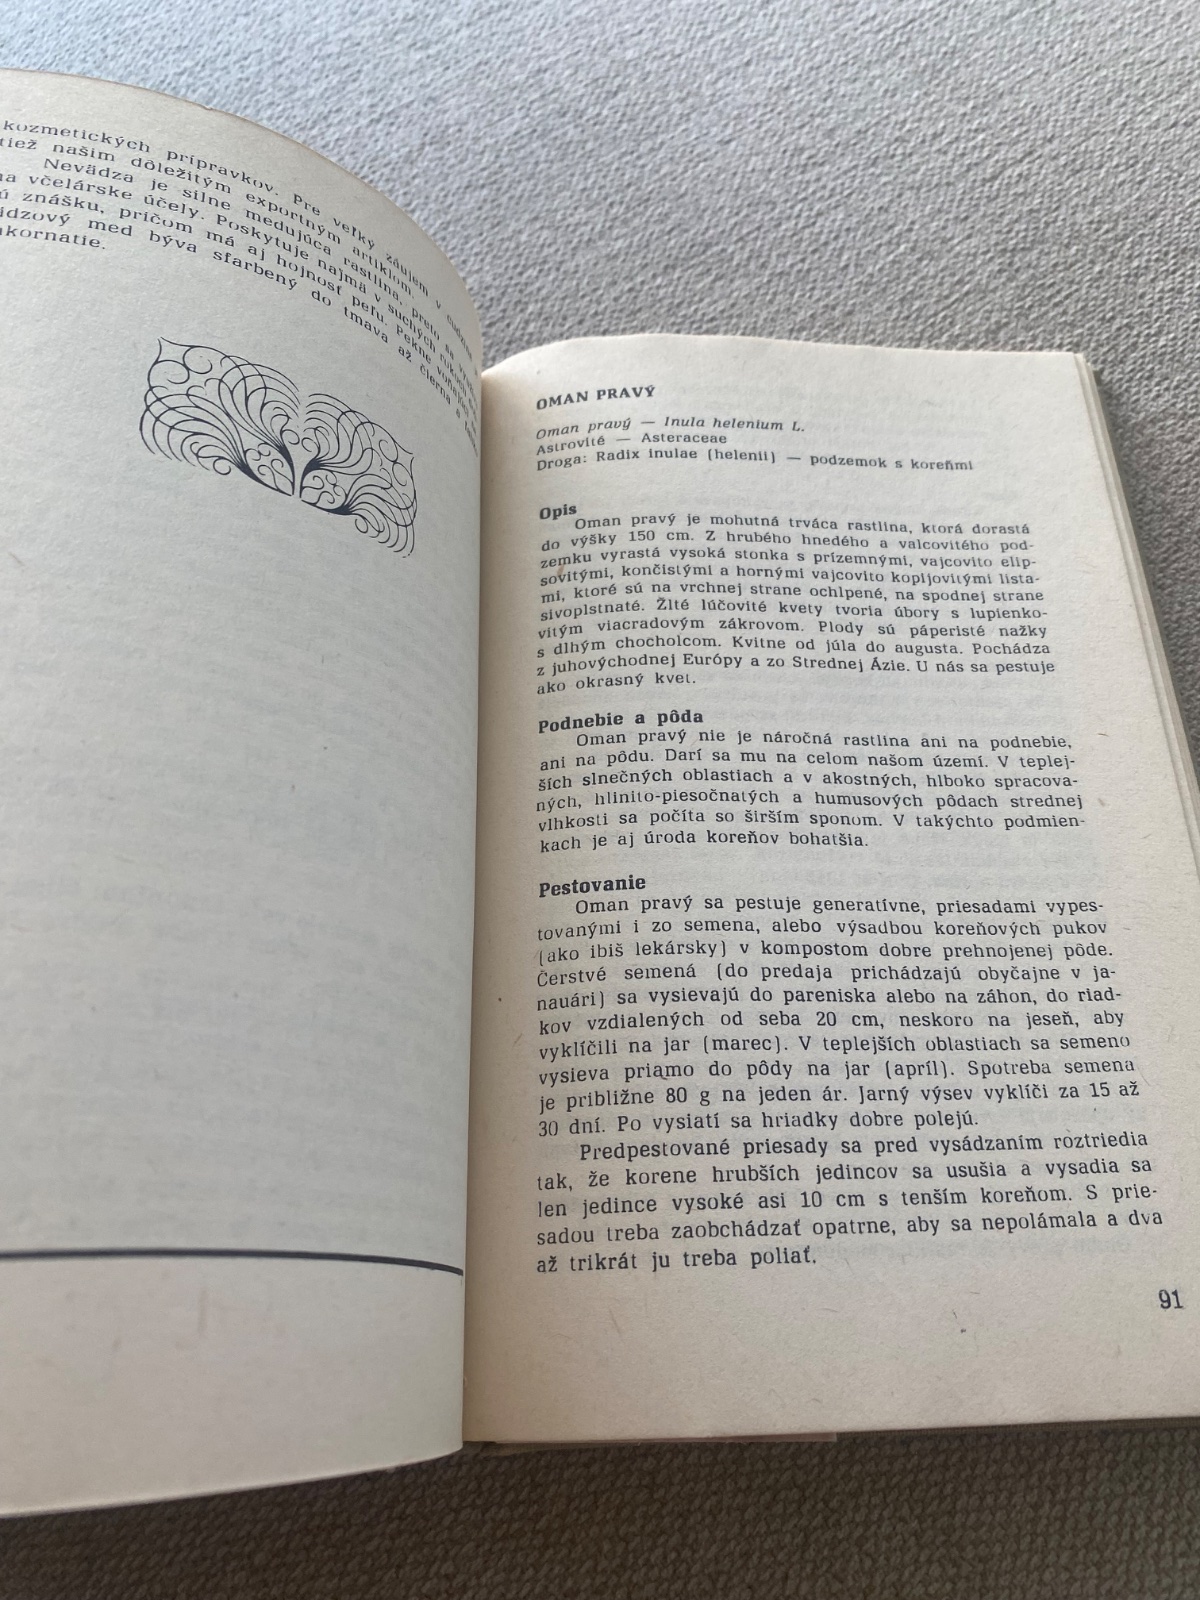 kozmetických prípravkov. Pre veľký záujem v
tiež našim dôležitým exportným artiklom.
Nevädza je silne medujúca rastlina, preto sa
na včelárske účely. Poskytuje najmä v suchých rokoch
znášku, pričom má aj hojnosť peľu. Pekne voňajúci
med býva sfarbený do tmava až čierna a

OMAN PRAVÝ
Oman pravý — Inula helenium L.
Astrovité — Asteraceae
Droga: Radix inulae (helenii) — podzemok s koreňmi
Opis
Oman pravý je mohutná trváca rastlina, ktorá dorastá
do výšky 150 cm. Z hrubého hnedého a valcovitého pod-
zemku vyrastá vysoká stonka s prízemnými, vajcovito elip-
sovitými, končistými a hornými vajcovito kopijovitými lista-
mi, ktoré sú na vrchnej strane ochlpené, na spodnej strane
sivoplstnaté. Žlté lúčovité kvety tvoria úbory s lupienko-
vitým viacradovým zákrovom. Plody sú páperisté nažky
s dlhým chocholcom. Kvitne od júla do augusta. Pochádza
z juhovýchodnej Európy a zo Strednej Ázie. U nás sa pestuje
ako okrasný kvet.
Podnebie a pôda
Oman pravý nie je náročná rastlina ani na podnebie,
ani na pôdu. Darí sa mu na celom našom území. V teplej-
ších slnečných oblastiach a v akostných, hlboko spracova-
ných, hlinito-piesočnatých a humusových pôdach strednej
vlhkosti sa počíta so širším sponom. V takýchto podmien-
kach je aj úroda koreňov bohatšia.
Pestovanie
Oman pravý sa pestuje generatívne, priesadami vypes-
tovanými i zo semena, alebo výsadbou koreňových pukov
(ako ibiš lekársky) v kompostom dobre prehnojenej pôde.
Čerstvé semená (do predaja prichádzajú obyčajne v ja-
nauári) sa vysievajú do pareniska alebo na záhon, do riad-
kov vzdialených od seba 20 cm, neskoro na jeseň, aby
vyklíčili na jar (marec). V teplejších oblastiach sa semeno
vysieva priamo do pôdy na jar (apríl). Spotreba semena
je približne 80 g na jeden ár. Jarný výsev vyklíči za 15 až
30 dní. Po vysiatí sa hriadky dobre polejú.
Predpestované priesady sa pred vysádzaním roztriedia
tak, že korene hrubších jedincov sa usušia a vysadia sa
len jedince vysoké asi 10 cm s tenším koreňom. S prie-
sadou treba zaobchádzať opatrne, aby sa nepolámala a dva
až trikrát ju treba poliať.
91